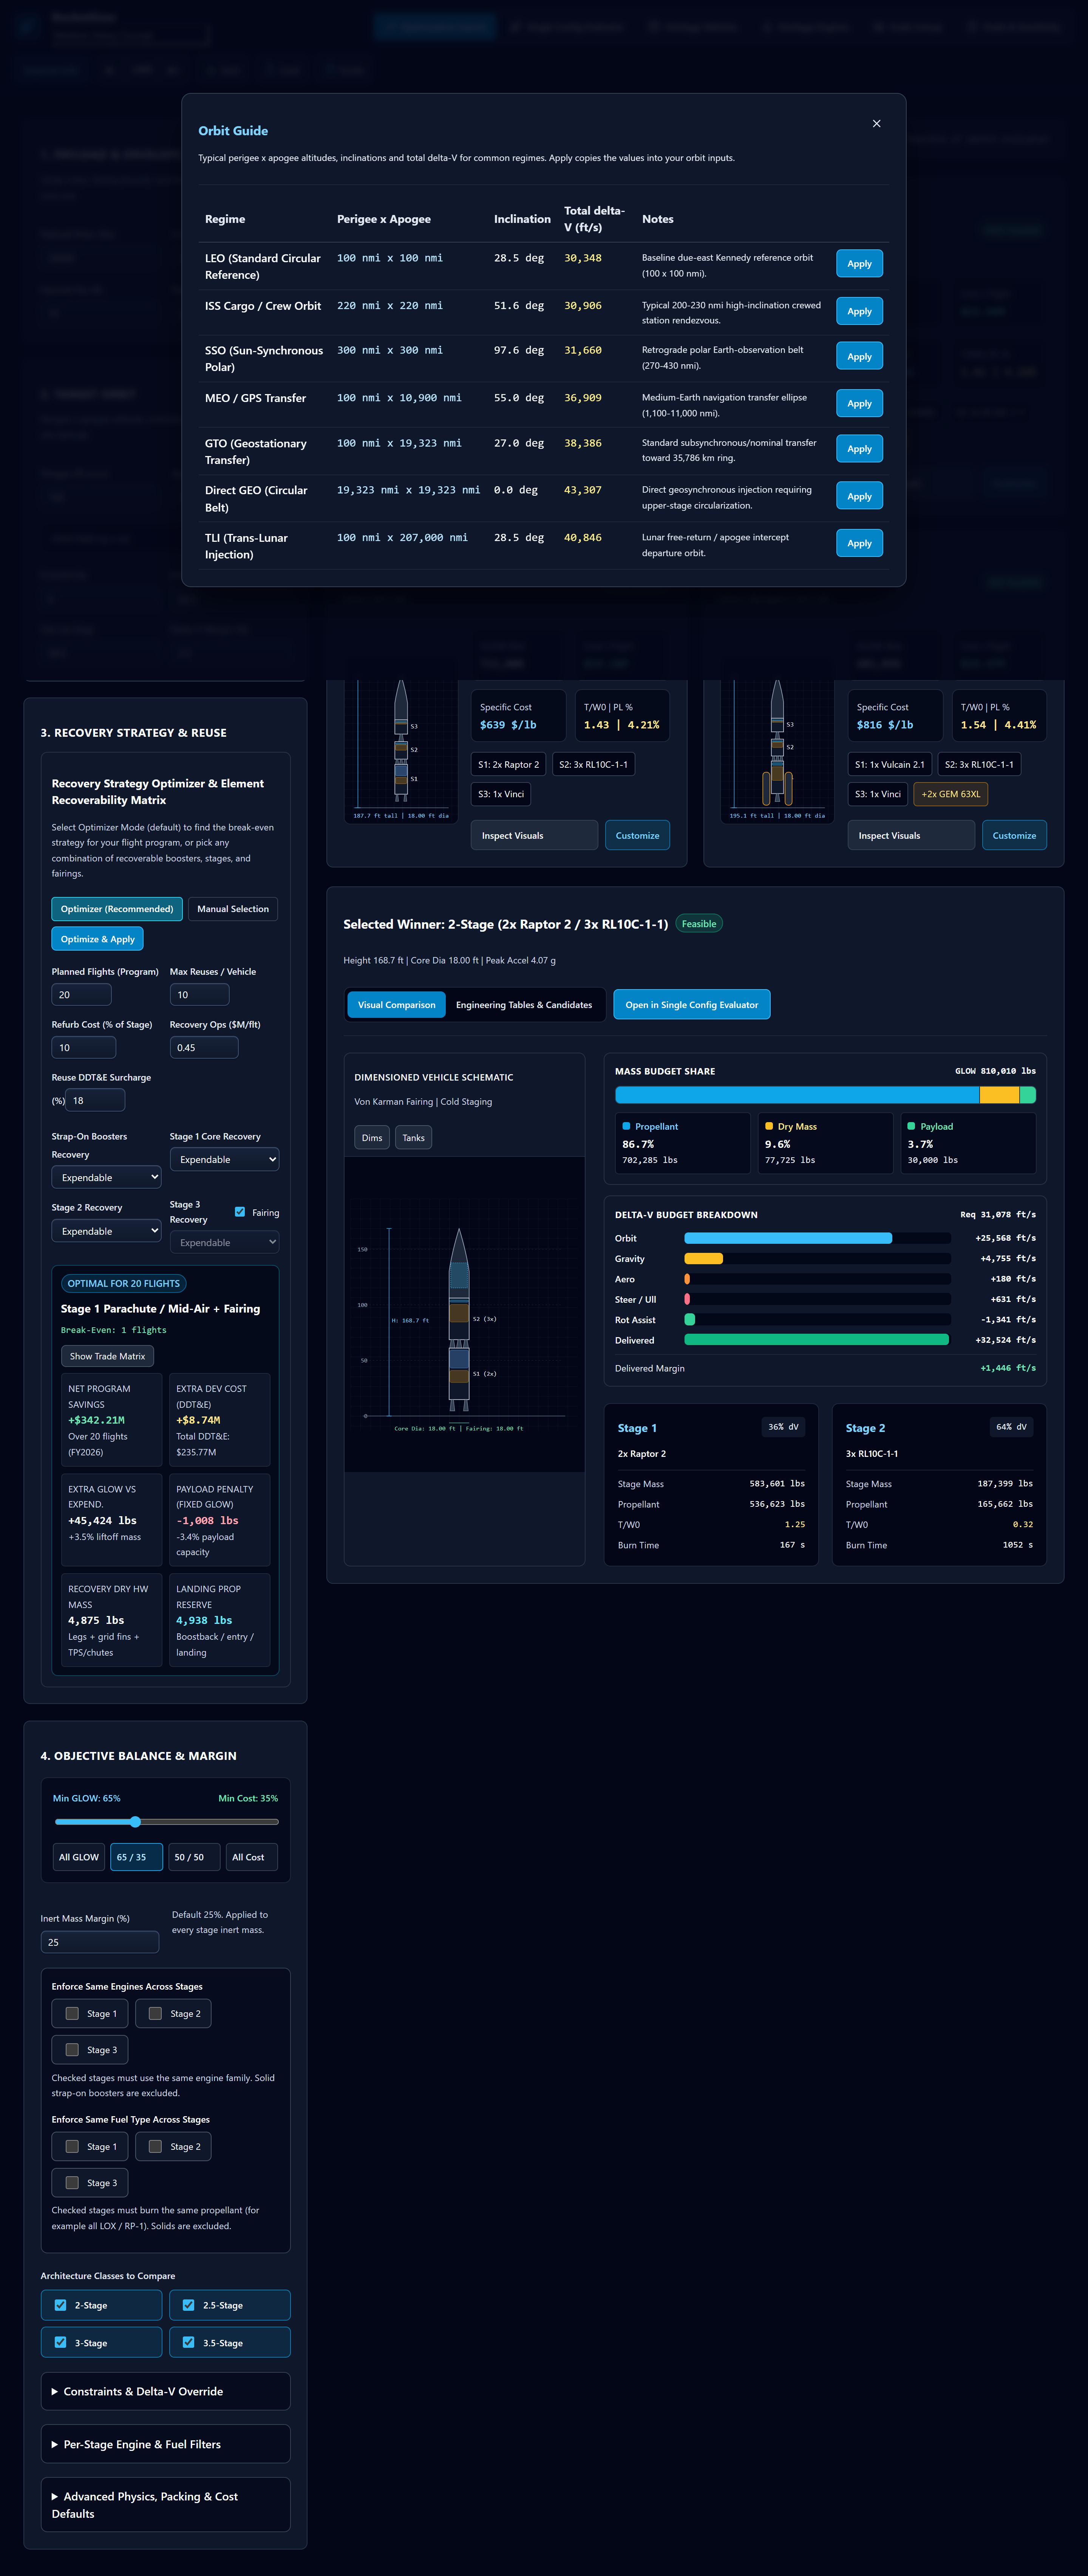 Orbit Guide
×
Typical perigee x apogee altitudes, inclinations and total delta-V for common regimes. Apply copies the values into your orbit inputs.
Regime Perigee x Apogee Inclination Total delta-V (ft/s) Notes
LEO (Standard Circular Reference) 100 nmi x 100 nmi 28.5 deg 30,348 Baseline due-east Kennedy reference orbit (100 x 100 nmi). Apply
ISS Cargo / Crew Orbit 220 nmi x 220 nmi 51.6 deg 30,906 Typical 200-230 nmi high-inclination crewed station rendezvous. Apply
SSO (Sun-Synchronous Polar) 300 nmi x 300 nmi 97.6 deg 31,660 Retrograde polar Earth-observation belt (270-430 nmi). Apply
MEO / GPS Transfer 100 nmi x 10,900 nmi 55.0 deg 36,909 Medium-Earth navigation transfer ellipse (1,100-11,000 nmi). Apply
GTO (Geostationary Transfer) 100 nmi x 19,323 nmi 27.0 deg 38,386 Standard subsynchronous/nominal transfer toward 35,786 km ring. Apply
Direct GEO (Circular Belt) 19,323 nmi x 19,323 nmi 0.0 deg 43,307 Direct geosynchronous injection requiring upper-stage circularization. Apply
TLI (Trans-Lunar Injection) 100 nmi x 207,000 nmi 28.5 deg 40,846 Lunar free-return / apogee intercept departure orbit. Apply
S3
S2
S1
187.7 ft tall | 18.00 ft dia
Specific Cost
$639 $/lb
T/W0 | PL %
1.43 | 4.21%
S1: 2x Raptor 2
S2: 3x RL10C-1-1
S3: 1x Vinci
Inspect Visuals
Customize
S3
S2
195.1 ft tall | 18.00 ft dia
Specific Cost
$816 $/lb
T/W0 | PL %
1.54 | 4.41%
S1: 1x Vulcain 2.1
S2: 3x RL10C-1-1
S3: 1x Vinci
+2x GEM 63XL
Inspect Visuals
Customize
3. RECOVERY STRATEGY & REUSE
Recovery Strategy Optimizer & Element
Recoverability Matrix
Select Optimizer Mode (default) to find the break-even
strategy for your flight program, or pick any
combination of recoverable boosters, stages, and
fairings.
Optimizer (Recommended)
Manual Selection
Optimize & Apply
Planned Flights (Program)
20
Max Reuses / Vehicle
10
Refurb Cost (% of Stage)
10
Recovery Ops ($M/flt)
0.45
Reuse DDT&E Surcharge
(%) 18
Strap-On Boosters
Recovery
Expendable
Stage 1 Core Recovery
Expendable
Stage 2 Recovery
Expendable
Stage 3
Recovery
Fairing
Expendable
OPTIMAL FOR 20 FLIGHTS
Stage 1 Parachute / Mid-Air + Fairing
Break-Even: 1 flights
Show Trade Matrix
NET PROGRAM
SAVINGS
+$342.21M
Over 20 flights
(FY2026)
EXTRA DEV COST
(DDT&E)
+$8.74M
Total DDT&E:
$235.77M
EXTRA GLOW VS
EXPEND.
+45,424 lbs
+3.5% liftoff mass
PAYLOAD PENALTY
(FIXED GLOW)
-1,008 lbs
-3.4% payload
capacity
RECOVERY DRY HW
MASS
4,875 lbs
Legs + grid fins +
TPS/chutes
LANDING PROP
RESERVE
4,938 lbs
Boostback / entry /
landing
4. OBJECTIVE BALANCE & MARGIN
Min GLOW: 65%
Min Cost: 35%
All GLOW
65 / 35
50 / 50
All Cost
Inert Mass Margin (%)
25
Default 25%. Applied to
every stage inert mass.
Enforce Same Engines Across Stages
Stage 1
Stage 2
Stage 3
Checked stages must use the same engine family. Solid
strap-on boosters are excluded.
Enforce Same Fuel Type Across Stages
Stage 1
Stage 2
Stage 3
Checked stages must burn the same propellant (for
example all LOX / RP-1). Solids are excluded.
Architecture Classes to Compare
2-Stage
2.5-Stage
3-Stage
3.5-Stage
Constraints & Delta-V Override
Per-Stage Engine & Fuel Filters
Advanced Physics, Packing & Cost
Defaults
Selected Winner: 2-Stage (2x Raptor 2 / 3x RL10C-1-1)
Feasible
Height 168.7 ft | Core Dia 18.00 ft | Peak Accel 4.07 g
Visual Comparison
Engineering Tables & Candidates
Open in Single Config Evaluator
DIMENSIONED VEHICLE SCHEMATIC
Von Karman Fairing | Cold Staging
Dims
Tanks
150
100
50
0
H: 168.7 ft
S2 (3x)
S1 (2x)
Core Dia: 18.00 ft | Fairing: 18.00 ft
MASS BUDGET SHARE
GLOW 810,010 lbs
Propellant
86.7%
702,285 lbs
Dry Mass
9.6%
77,725 lbs
Payload
3.7%
30,000 lbs
DELTA-V BUDGET BREAKDOWN
Req 31,078 ft/s
Orbit +25,568 ft/s
Gravity +4,755 ft/s
Aero +180 ft/s
Steer / Ull +631 ft/s
Rot Assist -1,341 ft/s
Delivered +32,524 ft/s
Delivered Margin +1,446 ft/s
Stage 1
36% dV
2x Raptor 2
Stage Mass 583,601 lbs
Propellant 536,623 lbs
T/W0 1.25
Burn Time 167 s
Stage 2
64% dV
3x RL10C-1-1
Stage Mass 187,399 lbs
Propellant 165,662 lbs
T/W0 0.32
Burn Time 1052 s